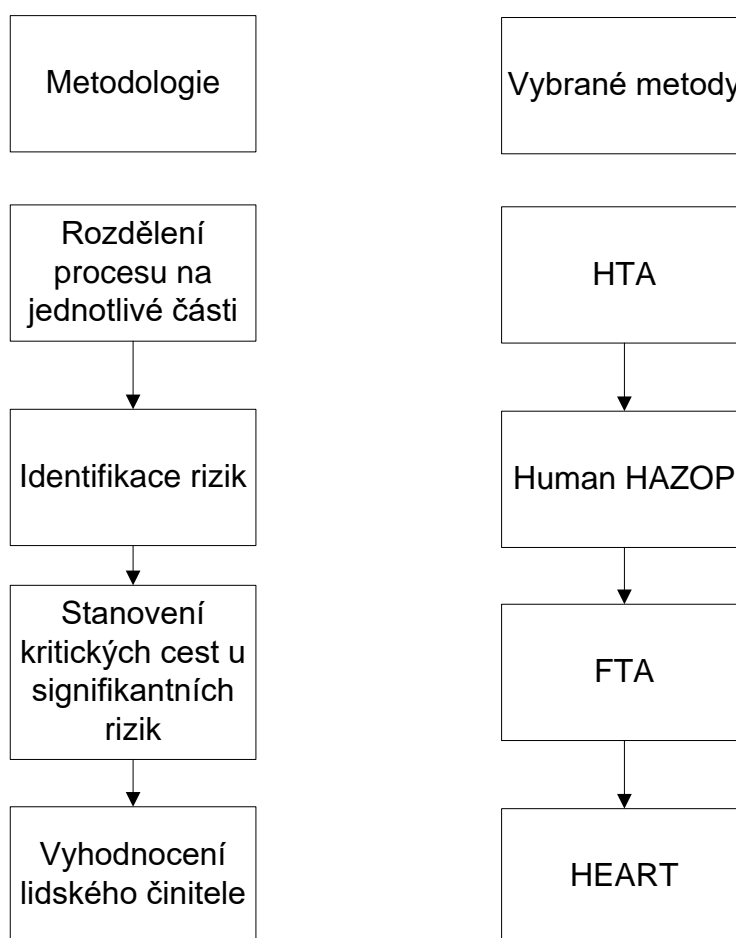 Metodologie
Vybrané metody
Rozdělení
procesu na
jednotlivé části
HTA
Identifikace rizik
Human HAZOP
Stanovení
kritických cest u
signifikantních
rizik
FTA
Vyhodnocení
lidského činitele
HEART